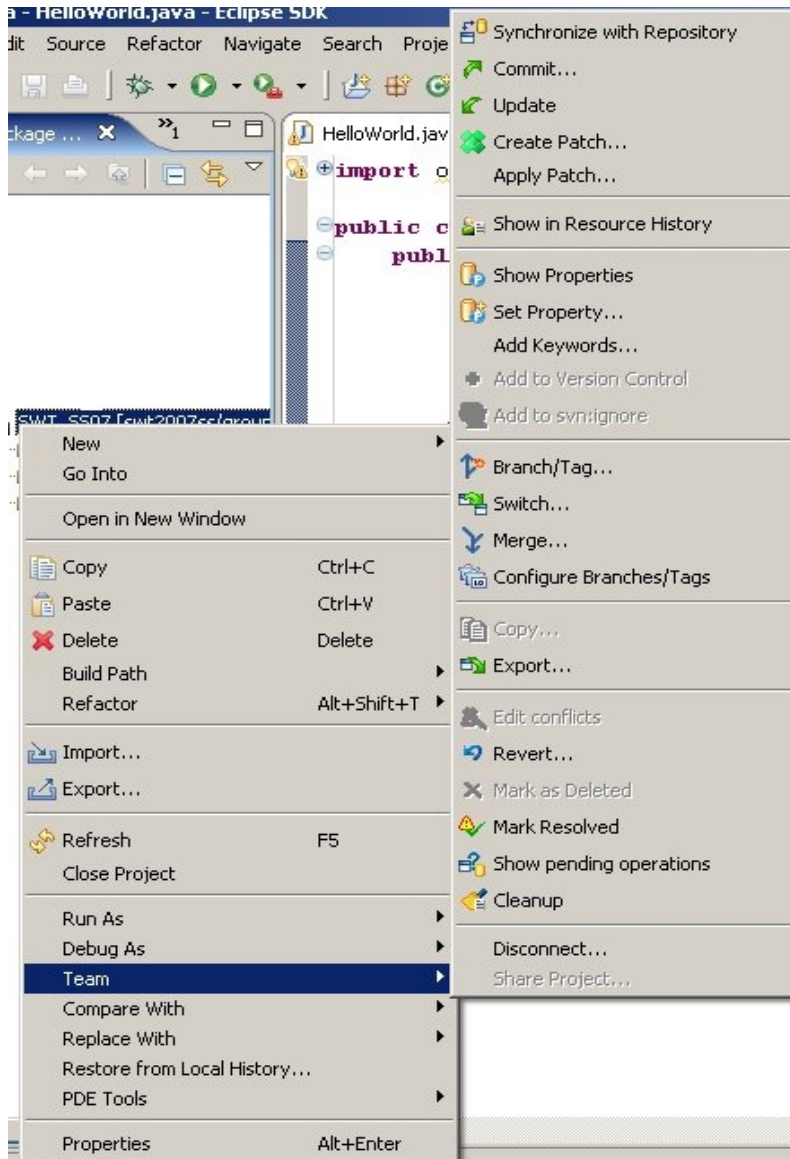 a - HelloWorld.java - Eclipse SDK
dit Source Refactor Navigate Search Proje
ckage ... 1
HelloWorld.jav
import o
public c
publ
SWT_SS07 [swt2007ss/group
New
Go Into
Open in New Window
Copy Ctrl+C
Paste Ctrl+V
Delete Delete
Build Path
Refactor Alt+Shift+T
Import...
Export...
Refresh F5
Close Project
Run As
Debug As
Team
Compare With
Replace With
Restore from Local History...
PDE Tools
Properties Alt+Enter
Synchronize with Repository
Commit...
Update
Create Patch...
Apply Patch...
Show in Resource History
Show Properties
Set Property...
Add Keywords...
Add to Version Control
Add to svn:ignore
Branch/Tag...
Switch...
Merge...
Configure Branches/Tags
Copy...
Export...
Edit conflicts
Revert...
Mark as Deleted
Mark Resolved
Show pending operations
Cleanup
Disconnect...
Share Project...